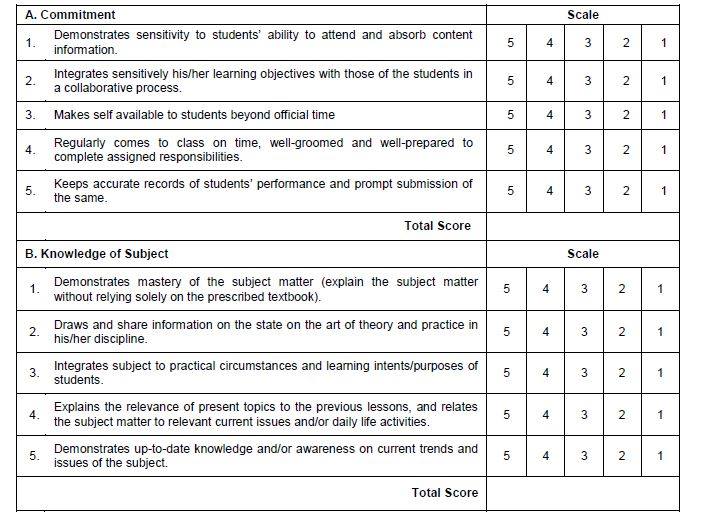 A. Commitment Scale
1. Demonstrates sensitivity to students' ability to attend and absorb content
information. 5 4 3 2 1
2. Integrates sensitively his/her learning objectives with those of the students in
a collaborative process. 5 4 3 2 1
3. Makes self available to students beyond official time 5 4 3 2 1
4. Regularly comes to class on time, well-groomed and well-prepared to
complete assigned responsibilities. 5 4 3 2 1
5. Keeps accurate records of students' performance and prompt submission of
the same. 5 4 3 2 1
Total Score
B. Knowledge of Subject Scale
1. Demonstrates mastery of the subject matter (explain the subject matter
without relying solely on the prescribed textbook). 5 4 3 2 1
2. Draws and share information on the state on the art of theory and practice in
his/her discipline. 5 4 3 2 1
3. Integrates subject to practical circumstances and learning intents/purposes of
students. 5 4 3 2 1
4. Explains the relevance of present topics to the previous lessons, and relates
the subject matter to relevant current issues and/or daily life activities. 5 4 3 2 1
5. Demonstrates up-to-date knowledge and/or awareness on current trends and
issues of the subject. 5 4 3 2 1
Total Score